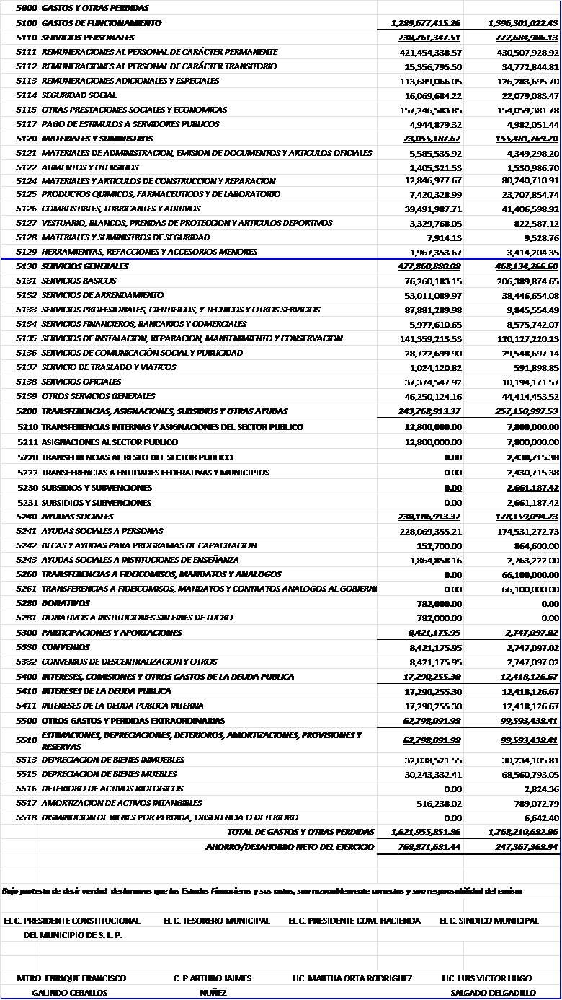 5000 GASTOS Y OTRAS PERDIDAS
5100 GASTOS DE FUNCIONAMIENTO 1,289,677,415.26 1,396,301,022.43
5110 SERVICIOS PERSONALES 738,761,347.51 772,684,986.13
5111 REMUNERACIONES AL PERSONAL DE CARÁCTER PERMANENTE 421,454,338.57 430,507,928.92
5112 REMUNERACIONES AL PERSONAL DE CARÁCTER TRANSITORIO 25,356,795.50 34,772,844.82
5113 REMUNERACIONES ADICIONALES Y ESPECIALES 113,689,066.05 126,283,695.70
5114 SEGURIDAD SOCIAL 16,069,684.22 22,079,083.47
5115 OTRAS PRESTACIONES SOCIALES Y ECONOMICAS 157,246,583.85 154,059,381.78
5117 PAGO DE ESTIMULOS A SERVIDORES PUBLICOS 4,944,879.32 4,982,051.44
5120 MATERIALES Y SUMINISTROS 73,055,187.67 155,481,769.70
5121 MATERIALES DE ADMINISTRACION, EMISION DE DOCUMENTOS Y ARTICULOS OFICIALES 5,585,535.92 4,349,298.20
5122 ALIMENTOS Y UTENSILIOS 2,405,321.53 1,530,986.70
5124 MATERIALES Y ARTICULOS DE CONSTRUCCION Y REPARACION 12,846,977.67 80,240,710.91
5125 PRODUCTOS QUIMICOS, FARMACEUTICOS Y DE LABORATORIO 7,420,328.99 23,707,854.74
5126 COMBUSTIBLES, LUBRICANTES Y ADITIVOS 39,491,987.71 41,406,598.92
5127 VESTUARIO, BLANCOS, PRENDAS DE PROTECCION Y ARTICULOS DEPORTIVOS 3,329,768.05 822,587.12
5128 MATERIALES Y SUMINISTROS DE SEGURIDAD 7,914.13 9,528.76
5129 HERRAMIENTAS, REFACCIONES Y ACCESORIOS MENORES 1,967,353.67 3,414,204.35
5130 SERVICIOS GENERALES 477,860,880.08 468,134,266.60
5131 SERVICIOS BASICOS 76,260,183.15 206,389,874.65
5132 SERVICIOS DE ARRENDAMIENTO 53,011,089.97 38,446,654.08
5133 SERVICIOS PROFESIONALES, CIENTIFICOS, Y TECNICOS Y OTROS SERVICIOS 87,881,289.98 9,845,554.49
5134 SERVICIOS FINANCIEROS, BANCARIOS Y COMERCIALES 5,977,610.65 8,575,742.07
5135 SERVICIOS DE INSTALACION, REPARACION, MANTENIMIENTO Y CONSERVACION 141,359,213.53 120,127,220.23
5136 SERVICIOS DE COMUNICACIÓN SOCIAL Y PUBLICIDAD 28,722,699.90 29,548,697.14
5137 SERVICIO DE TRASLADO Y VIATICOS 1,024,120.82 591,898.85
5138 SERVICIOS OFICIALES 37,374,547.92 10,194,171.57
5139 OTROS SERVICIOS GENERALES 46,250,124.16 44,414,453.52
5200 TRANSFERENCIAS, ASIGNACIONES, SUBSIDIOS Y OTRAS AYUDAS 243,768,913.37 257,150,997.53
5210 TRANSFERENCIAS INTERNAS Y ASIGNACIONES DEL SECTOR PUBLICO 12,800,000.00 7,800,000.00
5211 ASIGNACIONES AL SECTOR PUBLICO 12,800,000.00 7,800,000.00
5220 TRANSFERENCIAS AL RESTO DEL SECTOR PUBLICO 0.00 2,430,715.38
5222 TRANSFERENCIAS A ENTIDADES FEDERATIVAS Y MUNICIPIOS 0.00 2,430,715.38
5230 SUBSIDIOS Y SUBVENCIONES 0.00 2,661,187.42
5231 SUBSIDIOS Y SUBVENCIONES 0.00 2,661,187.42
5240 AYUDAS SOCIALES 230,186,913.37 178,159,094.73
5241 AYUDAS SOCIALES A PERSONAS 228,069,355.21 174,531,272.73
5242 BECAS Y AYUDAS PARA PROGRAMAS DE CAPACITACION 252,700.00 864,600.00
5243 AYUDAS SOCIALES A INSTITUCIONES DE ENSEÑANZA 1,864,858.16 2,763,222.00
5260 TRANSFERENCIAS A FIDEICOMISOS, MANDATOS Y ANALOGOS 0.00 66,100,000.00
5261 TRANSFERENCIAS A FIDEICOMISOS, MANDATOS Y CONTRATOS ANALOGOS AL GOBIERN 0.00 66,100,000.00
5280 DONATIVOS 782,000.00 0.00
5281 DONATIVOS A INSTITUCIONES SIN FINES DE LUCRO 782,000.00 0.00
5300 PARTICIPACIONES Y APORTACIONES 8,421,175.95 2,747,097.02
5330 CONVENIOS 8,421,175.95 2,747,097.02
5332 CONVENIOS DE DESCENTRALIZACION Y OTROS 8,421,175.95 2,747,097.02
5400 INTERESES, COMISIONES Y OTROS GASTOS DE LA DEUDA PUBLICA 17,290,255.30 12,418,126.67
5410 INTERESES DE LA DEUDA PUBLICA 17,290,255.30 12,418,126.67
5411 INTERESES DE LA DEUDA PUBLICA INTERNA 17,290,255.30 12,418,126.67
5500 OTROS GASTOS Y PERDIDAS EXTRAORDINARIAS 62,798,091.98 99,593,438.41
5510 ESTIMACIONES, DEPRECIACIONES, DETERIOROS, AMORTIZACIONES, PROVISIONES Y
RESERVAS 62,798,091.98 99,593,438.41
5513 DEPRECIACION DE BIENES INMUEBLES 32,038,521.55 30,234,105.81
5515 DEPRECIACION DE BIENES MUEBLES 30,243,332.41 68,560,793.05
5516 DETERIORO DE ACTIVOS BIOLOGICOS 0.00 2,824.36
5517 AMORTIZACION DE ACTIVOS INTANGIBLES 516,238.02 789,072.79
5518 DISMINUCION DE BIENES POR PERDIDA, OBSOLENCIA O DETERIORO 0.00 6,642.40
TOTAL DE GASTOS Y OTRAS PERDIDAS 1,621,955,851.86 1,768,210,682.06
AHORRO/DESAHORRO NETO DEL EJERCICIO 768,871,681.44 247,367,368.94
Bajo protesta de decir verdad declaramos que los Estados Financieros y sus notas, son razonablemente correctos y son responsabilidad del emisor
EL C. PRESIDENTE CONSTITUCIONAL EL C. TESORERO MUNICIPAL EL C. PRESIDENTE COM. HACIENDA EL C. SINDICO MUNICIPAL
DEL MUNICIPIO DE S. L. P.
MTRO. ENRIQUE FRANCISCO C. P ARTURO JAIMES LIC. MARTHA ORTA RODRIGUEZ LIC. LUIS VICTOR HUGO
GALINDO CEBALLOS NUÑEZ SALGADO DELGADILLO